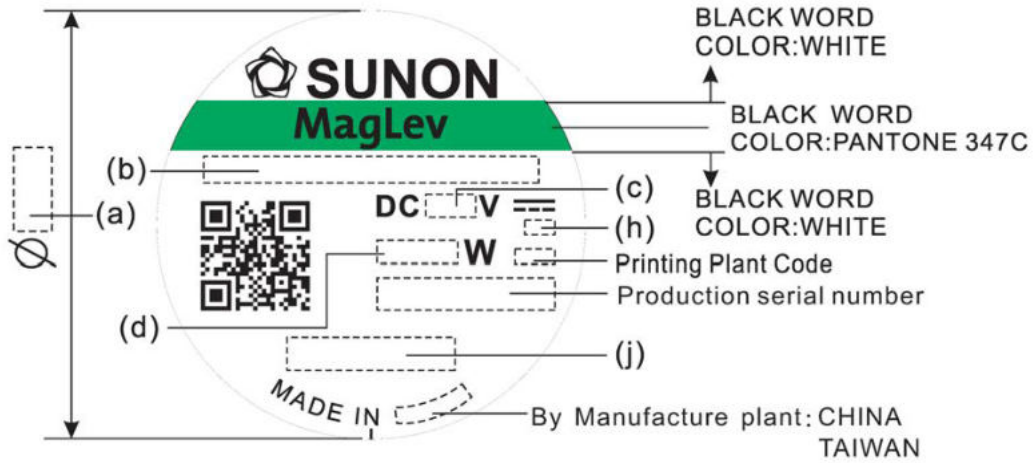 BLACK WORD
COLOR:WHITE
SUNON
MagLev
BLACK WORD
COLOR:PANTONE 347C
(b)
(c)
(a)
DC V
BLACK WORD
COLOR:WHITE
(h)
Ø
W
Printing Plant Code
Production serial number
(d)
(j)
MADE IN
By Manufacture plant: CHINA
TAIWAN